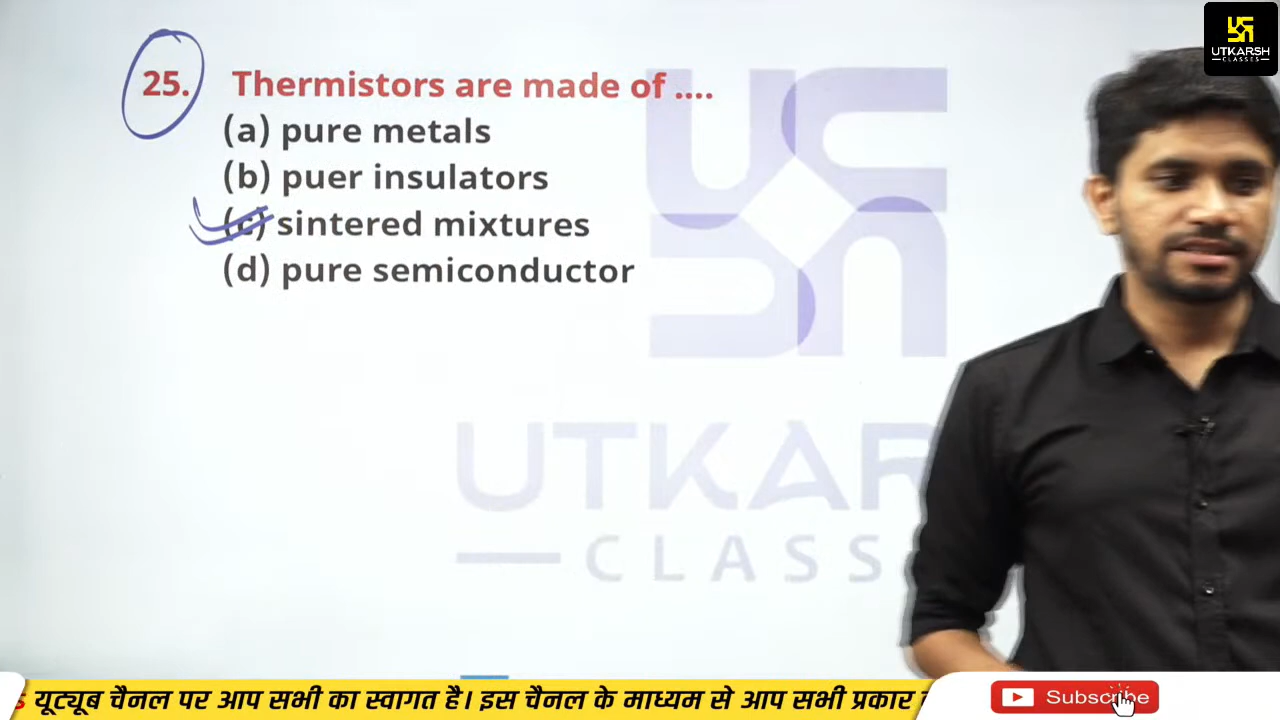 UTKARSH
CLASSES
25. Thermistors are made of ....
(a) pure metals
(b) puer insulators
(c) sintered mixtures
(d) pure semiconductor
UTKAR
CLASSE
यूट्यूब चैनल पर आप सभी का स्वागत है। इस चैनल के माध्यम से आप सभी प्रकार
Subscribe